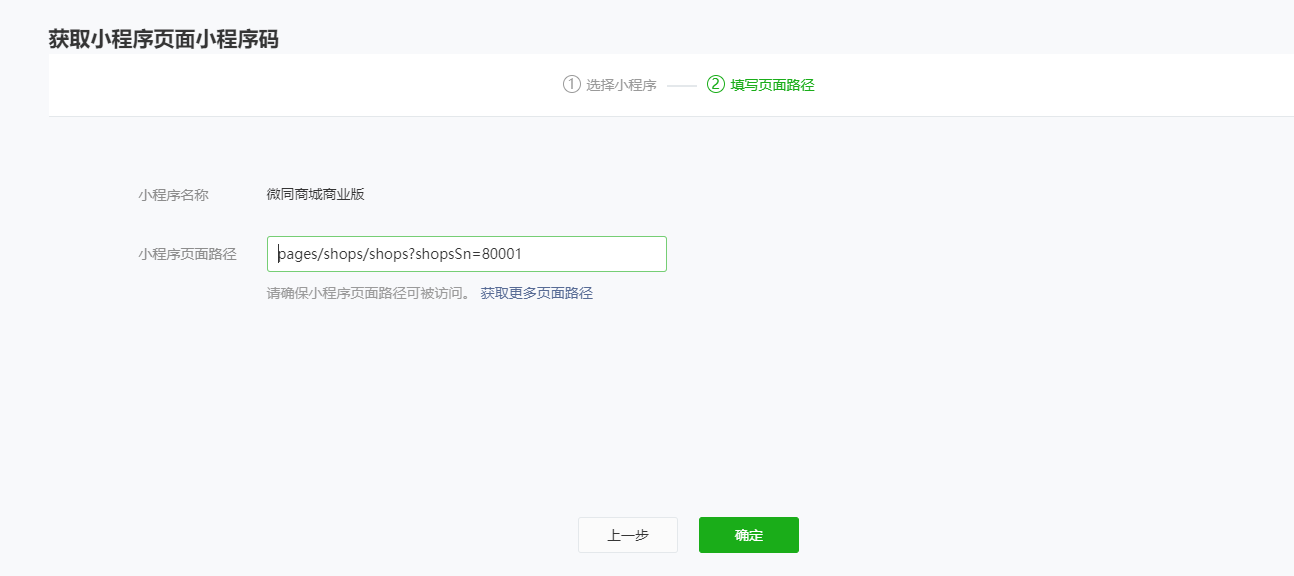 获取小程序页面小程序码
① 选择小程序 ② 填写页面路径
小程序名称 微同商城商业版
小程序页面路径 pages/shops/shops?shopsSn=80001
请确保小程序页面路径可被访问。 获取更多页面路径
上一步 确定